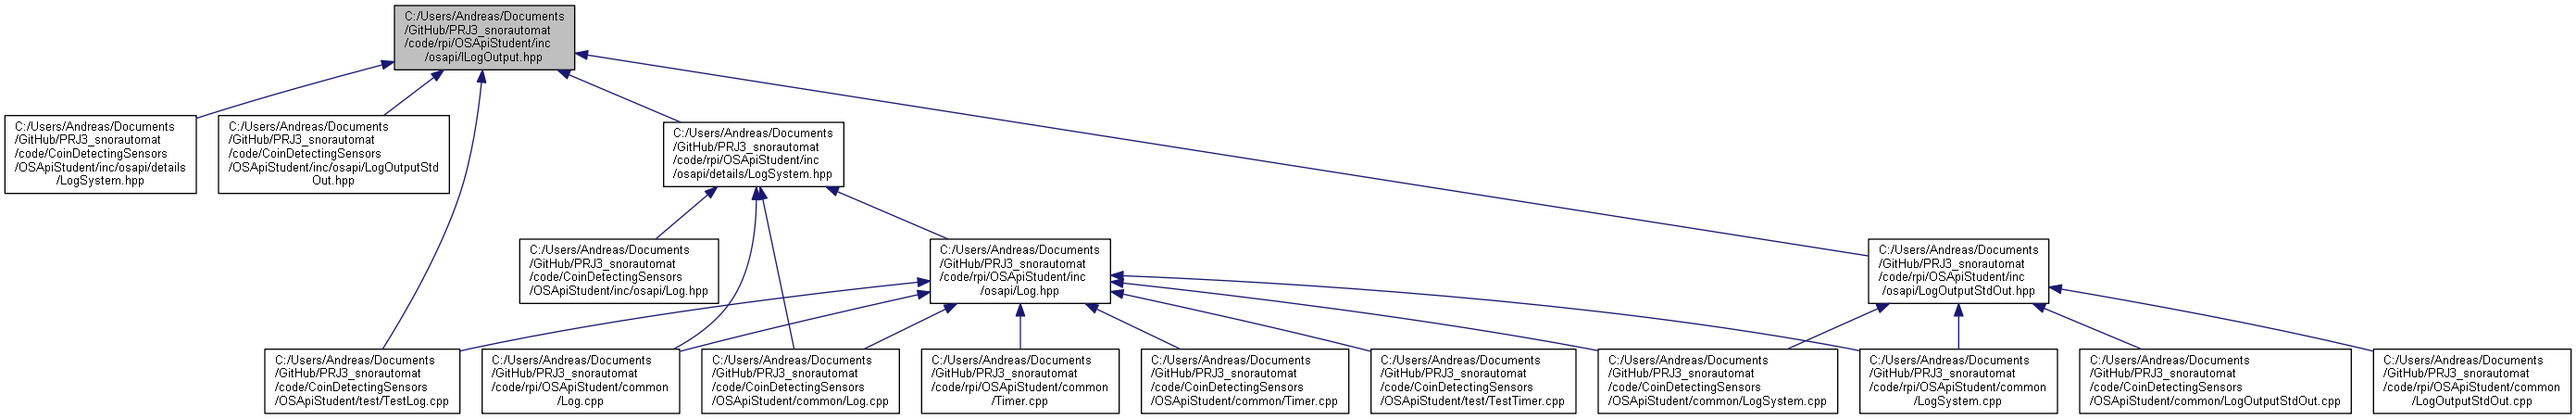 C:/Users/Andreas/Documents
/GitHub/PRJ3_snorautomat
/code/rpi/OSApiStudent/inc
/osapi/ILogOutput.hpp
C:/Users/Andreas/Documents
/GitHub/PRJ3_snorautomat
/code/CoinDetectingSensors
/OSApiStudent/inc/osapi/details
/LogSystem.hpp
C:/Users/Andreas/Documents
/GitHub/PRJ3_snorautomat
/code/CoinDetectingSensors
/OSApiStudent/inc/osapi/LogOutputStd
Out.hpp
C:/Users/Andreas/Documents
/GitHub/PRJ3_snorautomat
/code/rpi/OSApiStudent/inc
/osapi/details/LogSystem.hpp
C:/Users/Andreas/Documents
/GitHub/PRJ3_snorautomat
/code/CoinDetectingSensors
/OSApiStudent/inc/osapi/Log.hpp
C:/Users/Andreas/Documents
/GitHub/PRJ3_snorautomat
/code/rpi/OSApiStudent/inc
/osapi/Log.hpp
C:/Users/Andreas/Documents
/GitHub/PRJ3_snorautomat
/code/rpi/OSApiStudent/inc
/osapi/LogOutputStdOut.hpp
C:/Users/Andreas/Documents
/GitHub/PRJ3_snorautomat
/code/CoinDetectingSensors
/OSApiStudent/test/TestLog.cpp
C:/Users/Andreas/Documents
/GitHub/PRJ3_snorautomat
/code/rpi/OSApiStudent/common
/Log.cpp
C:/Users/Andreas/Documents
/GitHub/PRJ3_snorautomat
/code/CoinDetectingSensors
/OSApiStudent/common/Log.cpp
C:/Users/Andreas/Documents
/GitHub/PRJ3_snorautomat
/code/rpi/OSApiStudent/common
/Timer.cpp
C:/Users/Andreas/Documents
/GitHub/PRJ3_snorautomat
/code/CoinDetectingSensors
/OSApiStudent/common/Timer.cpp
C:/Users/Andreas/Documents
/GitHub/PRJ3_snorautomat
/code/CoinDetectingSensors
/OSApiStudent/test/TestTimer.cpp
C:/Users/Andreas/Documents
/GitHub/PRJ3_snorautomat
/code/CoinDetectingSensors
/OSApiStudent/common/LogSystem.cpp
C:/Users/Andreas/Documents
/GitHub/PRJ3_snorautomat
/code/rpi/OSApiStudent/common
/LogSystem.cpp
C:/Users/Andreas/Documents
/GitHub/PRJ3_snorautomat
/code/CoinDetectingSensors
/OSApiStudent/common/LogOutputStdOut.cpp
C:/Users/Andreas/Documents
/GitHub/PRJ3_snorautomat
/code/rpi/OSApiStudent/common
/LogOutputStdOut.cpp